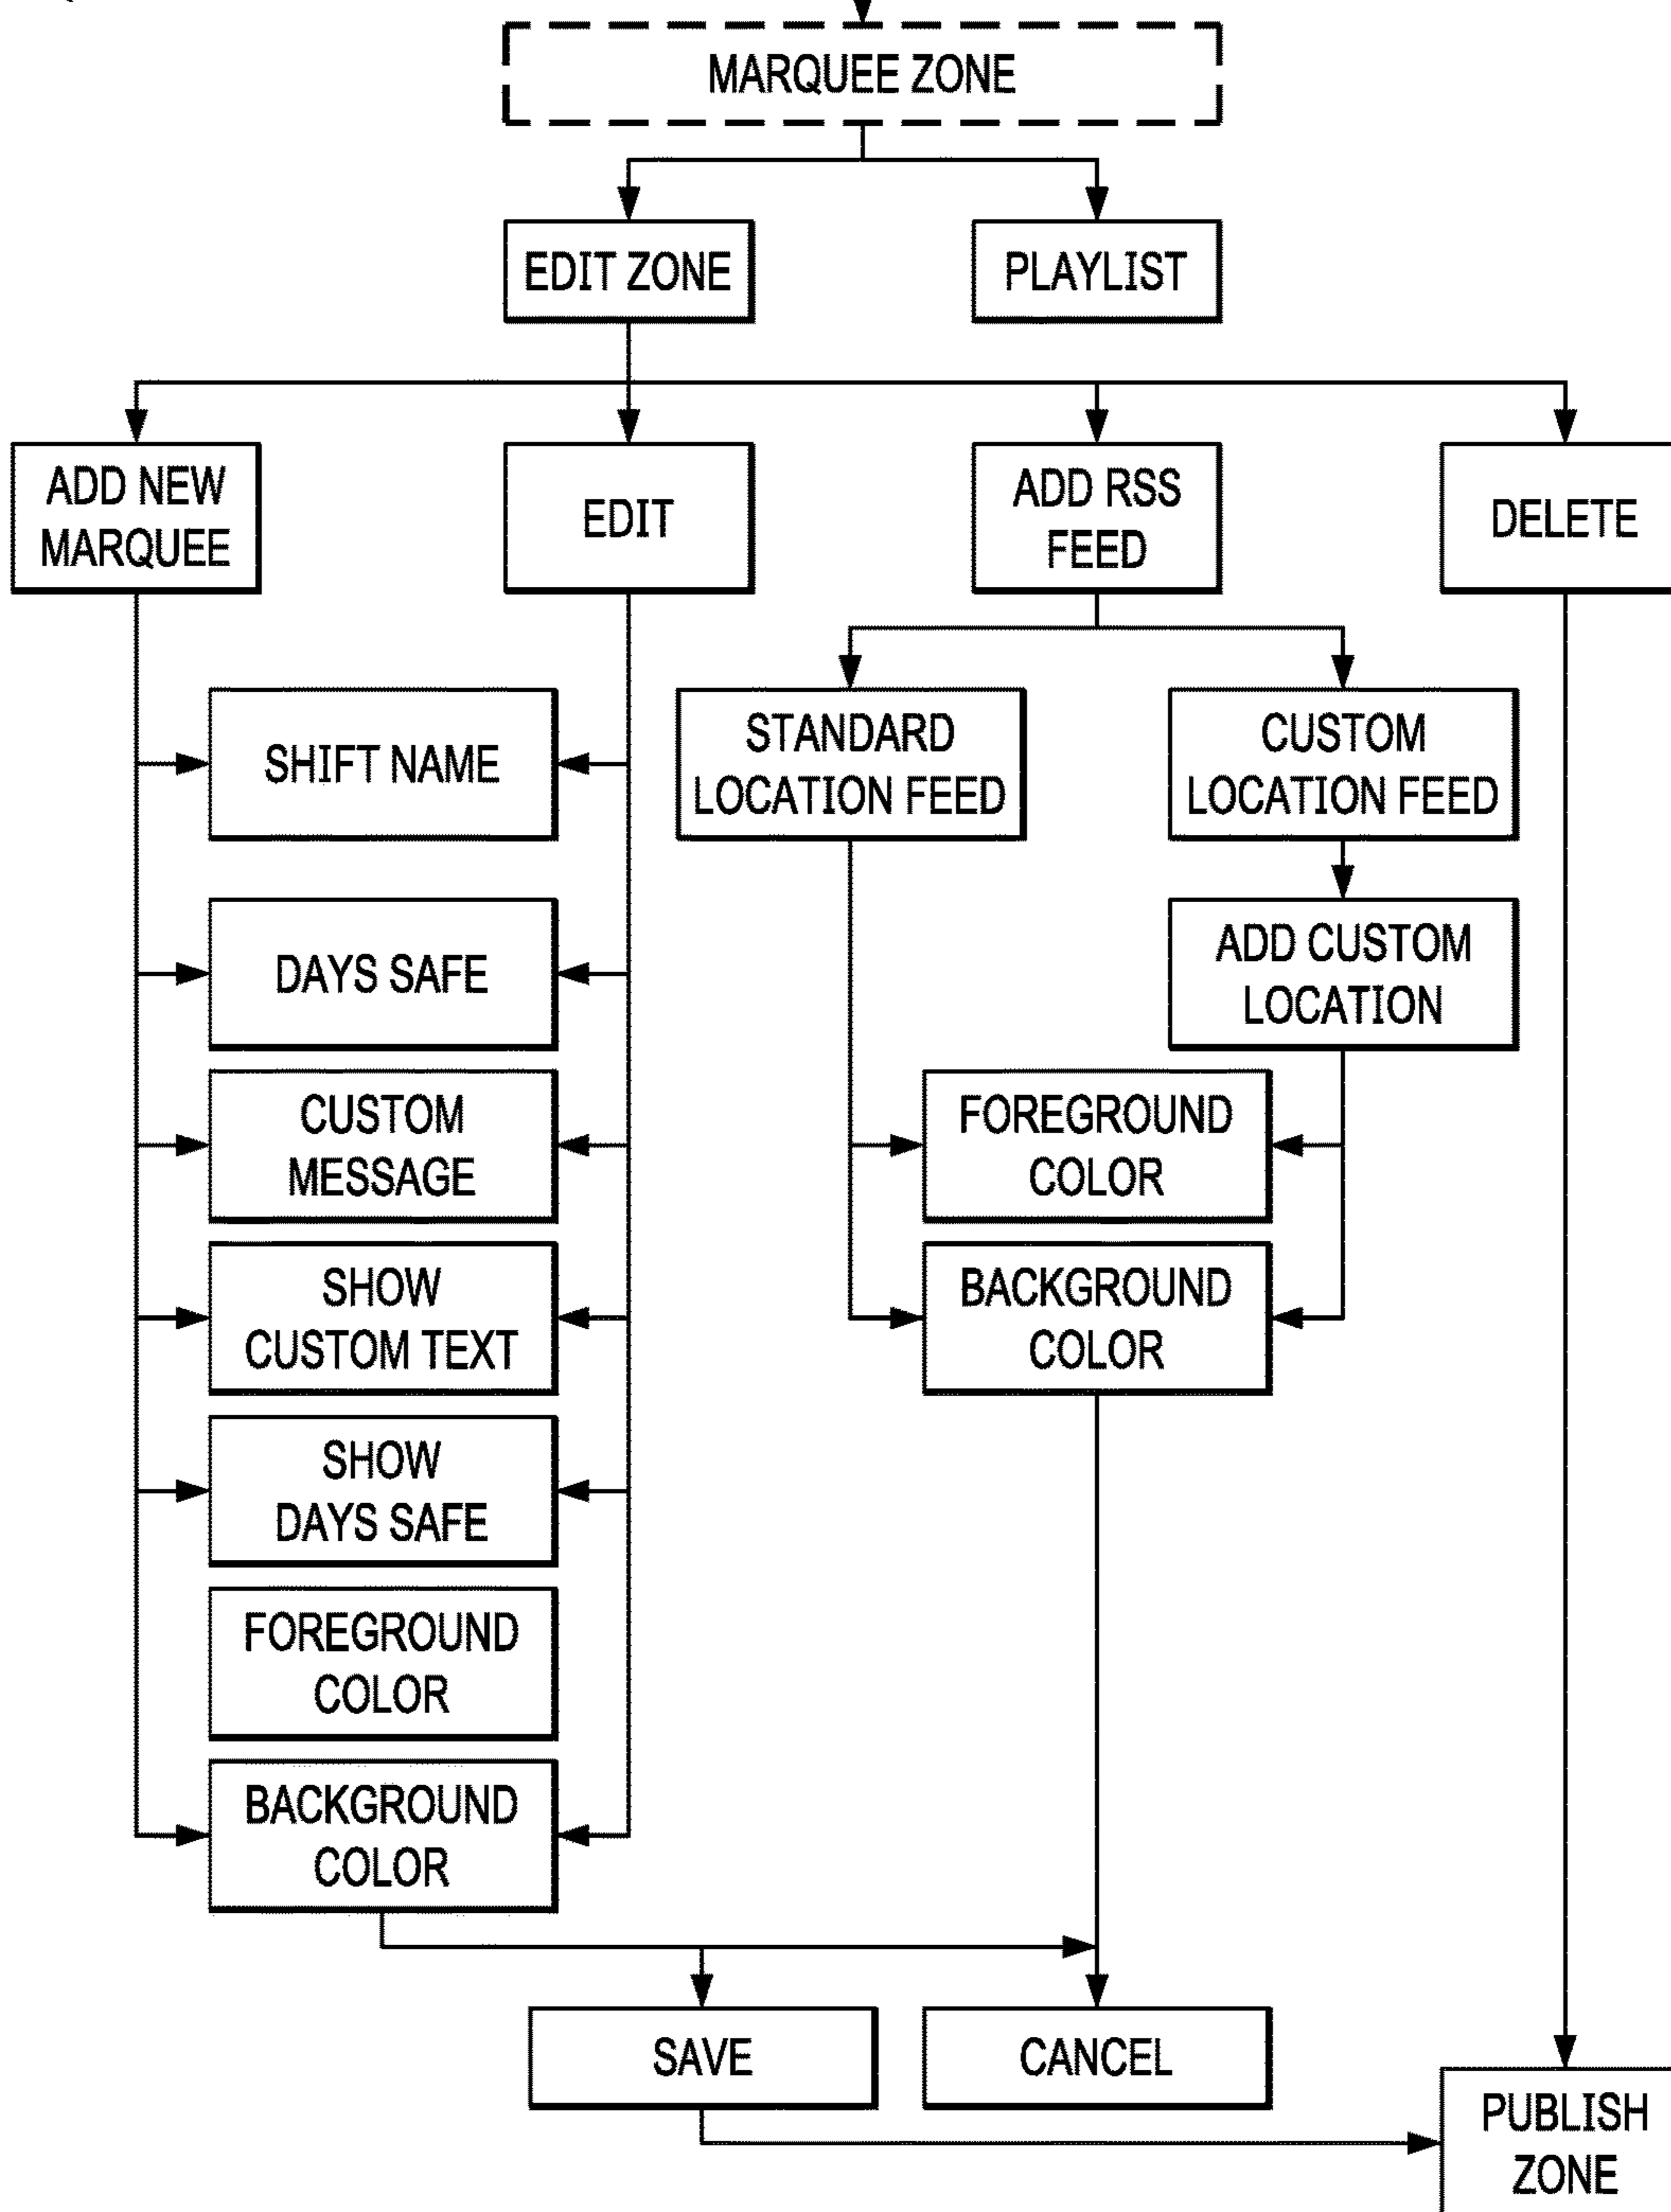 MARQUEE ZONE
EDIT ZONE
PLAYLIST
ADD NEW
MARQUEE
EDIT
ADD RSS
FEED
DELETE
SHIFT NAME
STANDARD
LOCATION FEED
CUSTOM
LOCATION FEED
DAYS SAFE
ADD CUSTOM
LOCATION
CUSTOM
MESSAGE
FOREGROUND
COLOR
SHOW
CUSTOM TEXT
BACKGROUND
COLOR
SHOW
DAYS SAFE
FOREGROUND
COLOR
BACKGROUND
COLOR
SAVE
CANCEL
PUBLISH
ZONE